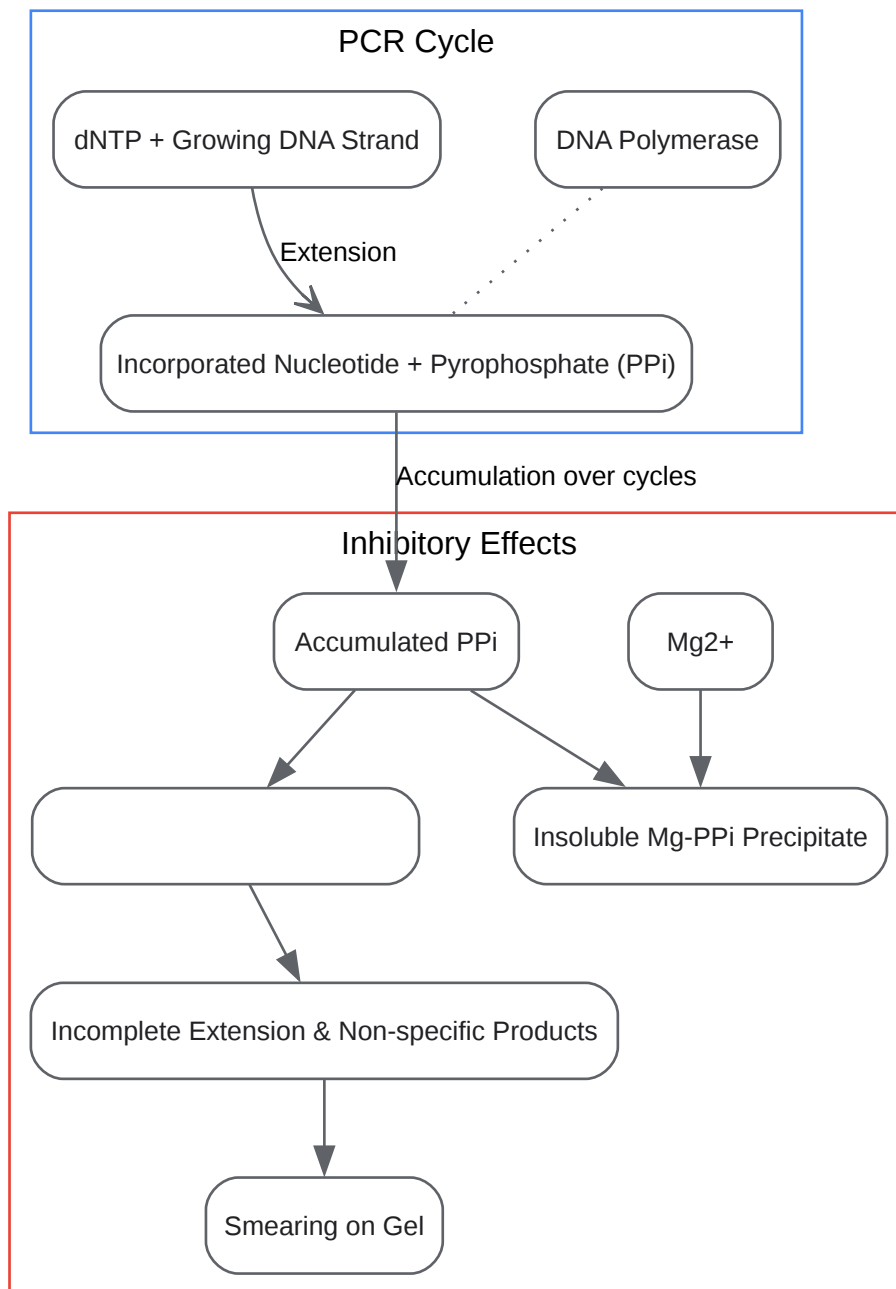 PCR Cycle
dNTP + Growing DNA Strand
DNA Polymerase
Extension
Incorporated Nucleotide + Pyrophosphate (PPi)
Accumulation over cycles
Inhibitory Effects
Accumulated PPi
Mg2+
Insoluble Mg-PPi Precipitate
Incomplete Extension & Non-specific Products
Smearing on Gel